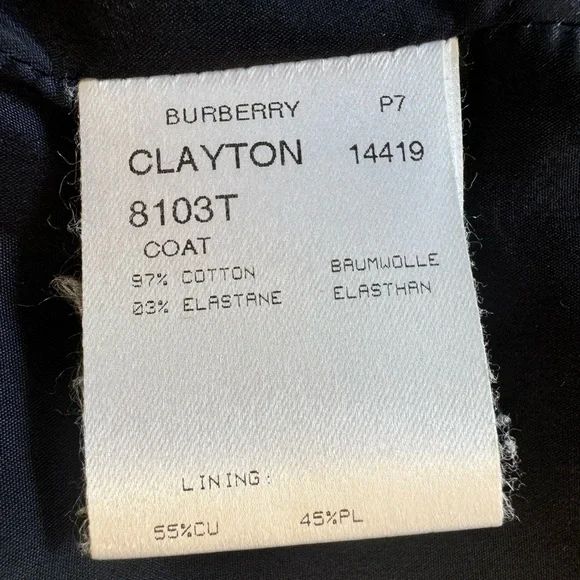 BURBERRY P7
CLAYTON 14419
8103T
COAT
97% COTTON BAUMWOLLE
03% ELASTANE ELASTHAN
LINING:
55%CU 45%PL